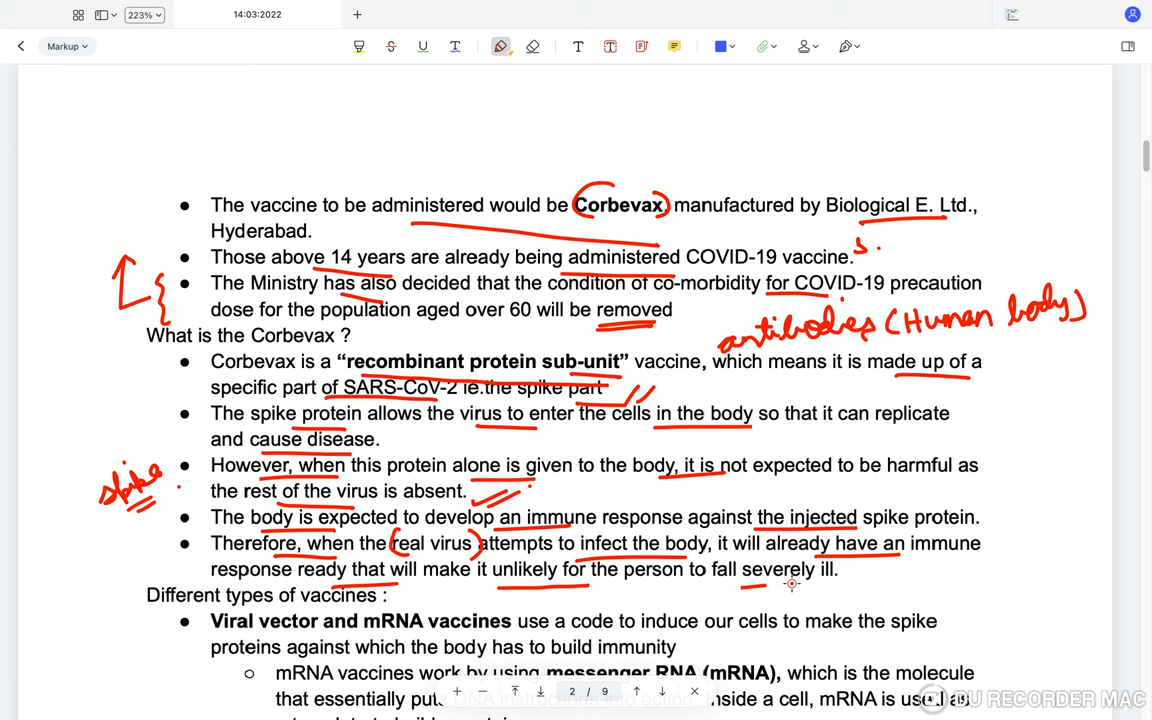 223%
14:03:2022
Markup
The vaccine to be administered would be Corbevax, manufactured by Biological E. Ltd.,
Hyderabad.
Those above 14 years are already being administered COVID-19 vaccine.
s.
The Ministry has also decided that the condition of co-morbidity for COVID-19 precaution
dose for the population aged over 60 will be removed
antibodies (Human body)
What is the Corbevax ?
Corbevax is a “recombinant protein sub-unit” vaccine, which means it is made up of a
specific part of SARS-CoV-2 ie.the spike part
The spike protein allows the virus to enter the cells in the body so that it can replicate
and cause disease.
However, when this protein alone is given to the body, it is not expected to be harmful as
the rest of the virus is absent.
spike
The body is expected to develop an immune response against the injected spike protein.
Therefore, when the real virus attempts to infect the body, it will already have an immune
response ready that will make it unlikely for the person to fall severely ill.
Different types of vaccines :
Viral vector and mRNA vaccines use a code to induce our cells to make the spike
proteins against which the body has to build immunity
mRNA vaccines work by using messenger RNA (mRNA), which is the molecule
that essentially puts DNA instructions into action. Inside a cell, mRNA is used as
2 / 9
DU RECORDER MAC